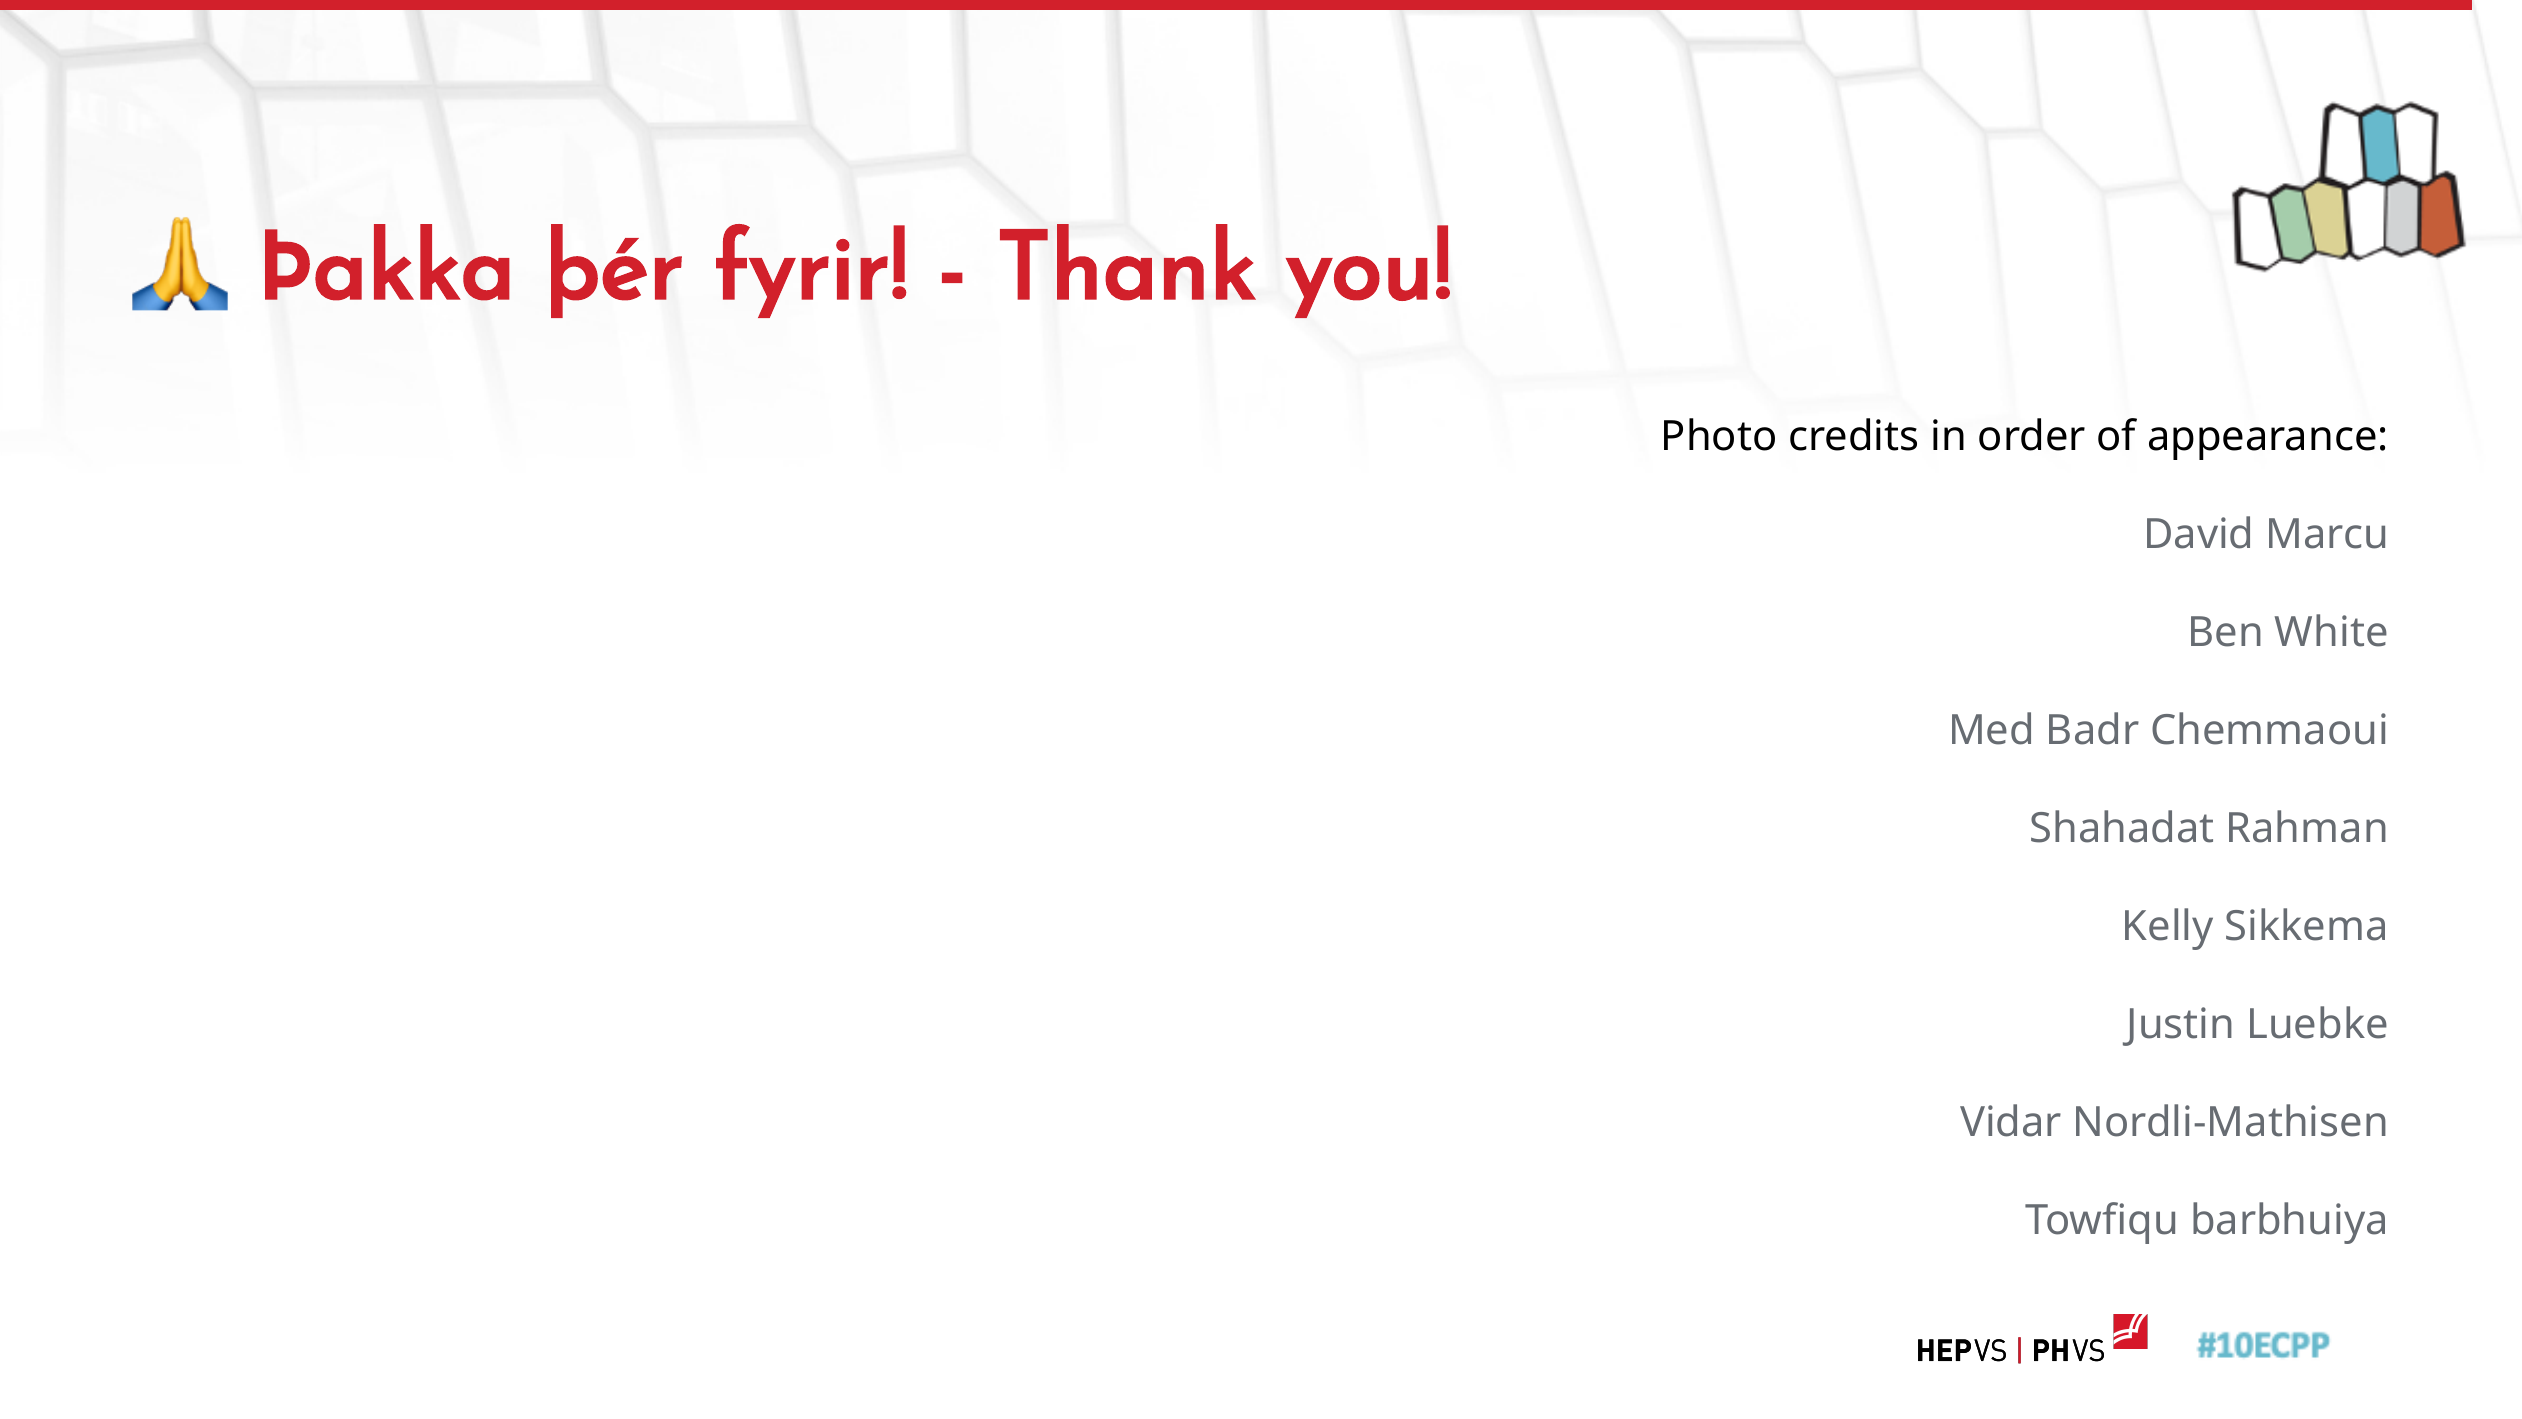 🙏 Þakka þér fyrir! - Thank you!
Photo credits in order of appearance:
David Marcu
Ben White
Med Badr Chemmaoui
Shahadat Rahman
Kelly Sikkema
Justin Luebke
Vidar Nordli-Mathisen
Towfiqu barbhuiya
HEPVS | PHVS
#10ECPP